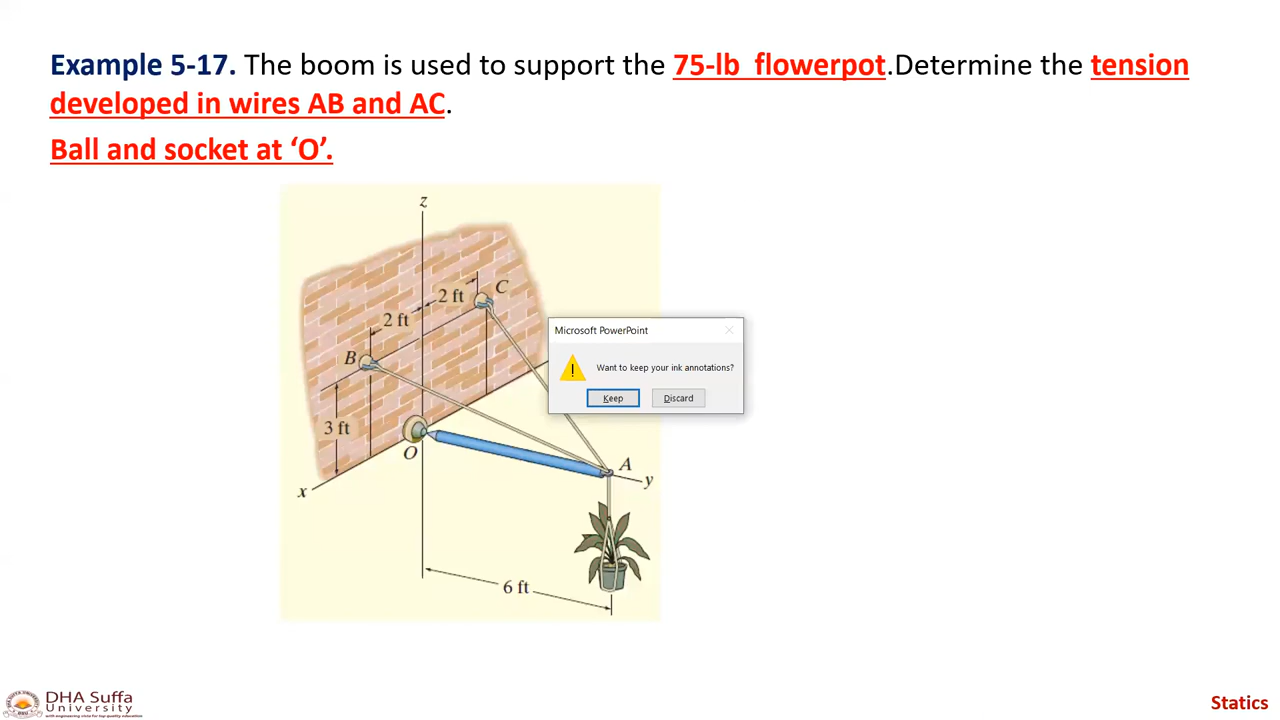 Example 5-17. The boom is used to support the 75-lb flowerpot.Determine the tension
developed in wires AB and AC.
Ball and socket at ‘O’.
z
C
2 ft
2 ft
B
3 ft
O
A
x
y
6 ft
Microsoft PowerPoint
Want to keep your ink annotations?
Keep
Discard
DHA Suffa
University
Statics